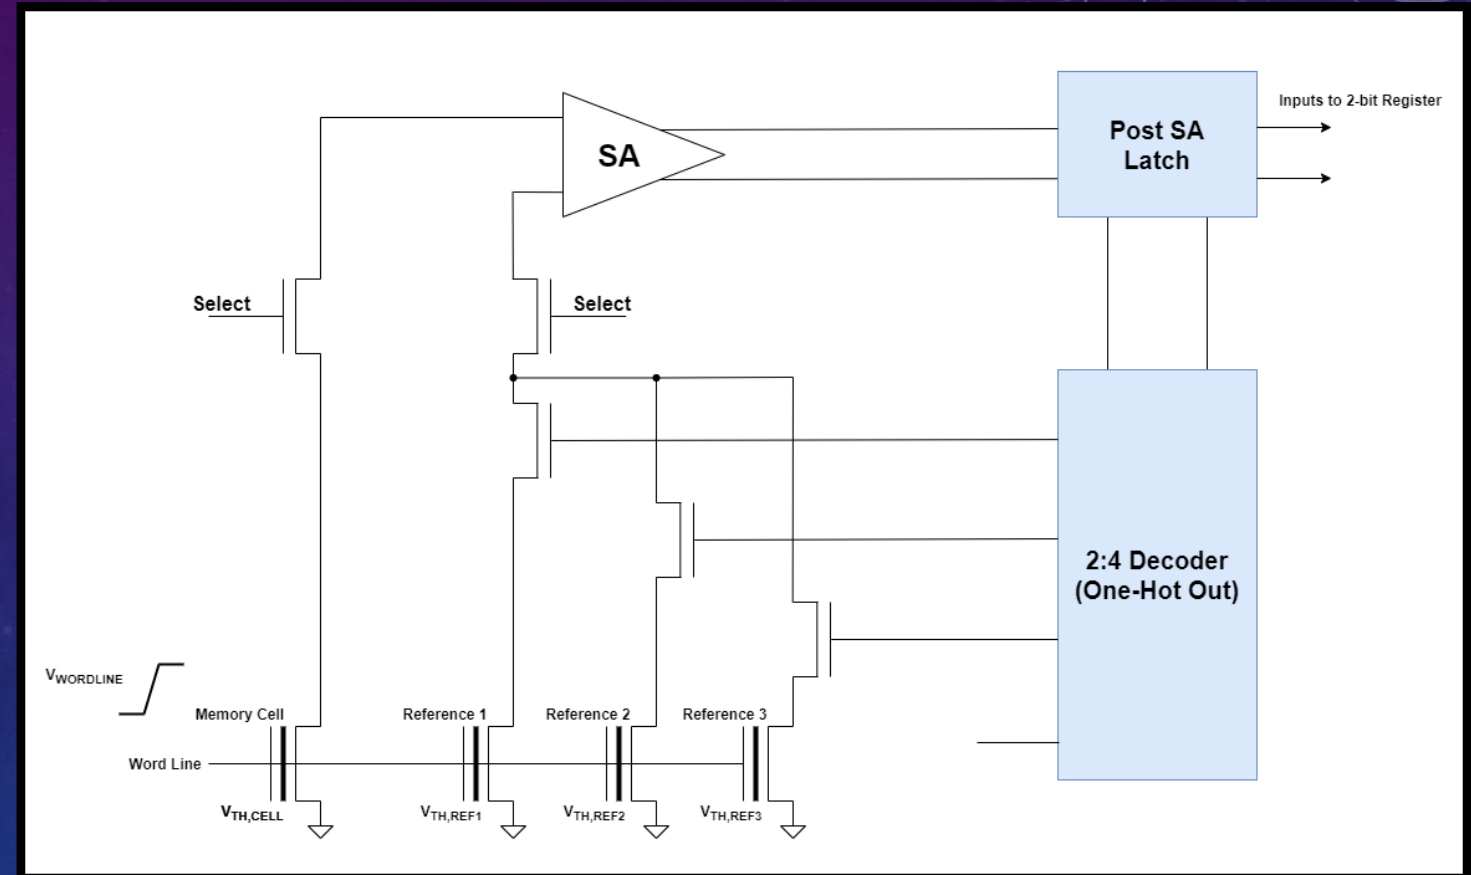 Inputs to 2-bit Register
Post SA
Latch
SA
Select
Select
2:4 Decoder
(One-Hot Out)
VWORDLINE
Memory Cell
Reference 1
Reference 2
Reference 3
Word Line
VTH,CELL
VTH,REF1
VTH,REF2
VTH,REF3